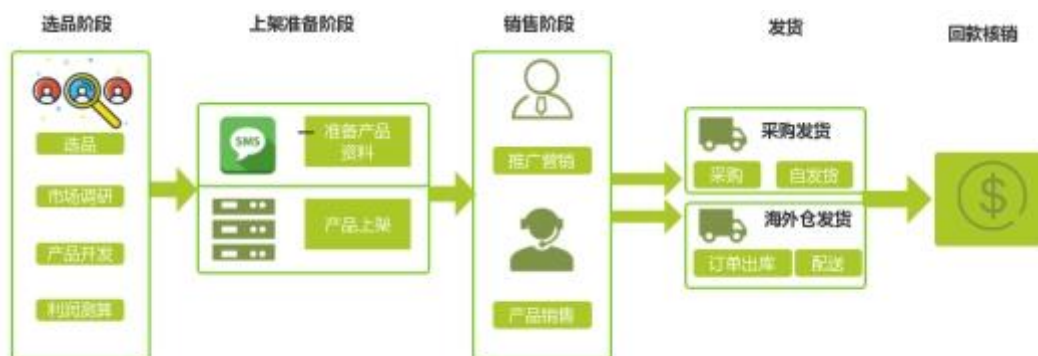 选品阶段
上架准备阶段
销售阶段
发货
回款核销
选品
市场调研
产品开发
利润测算
SMS
准备产品
资料
产品上架
推广营销
产品销售
采购发货
采购
自发货
海外仓发货
订单出库
配送